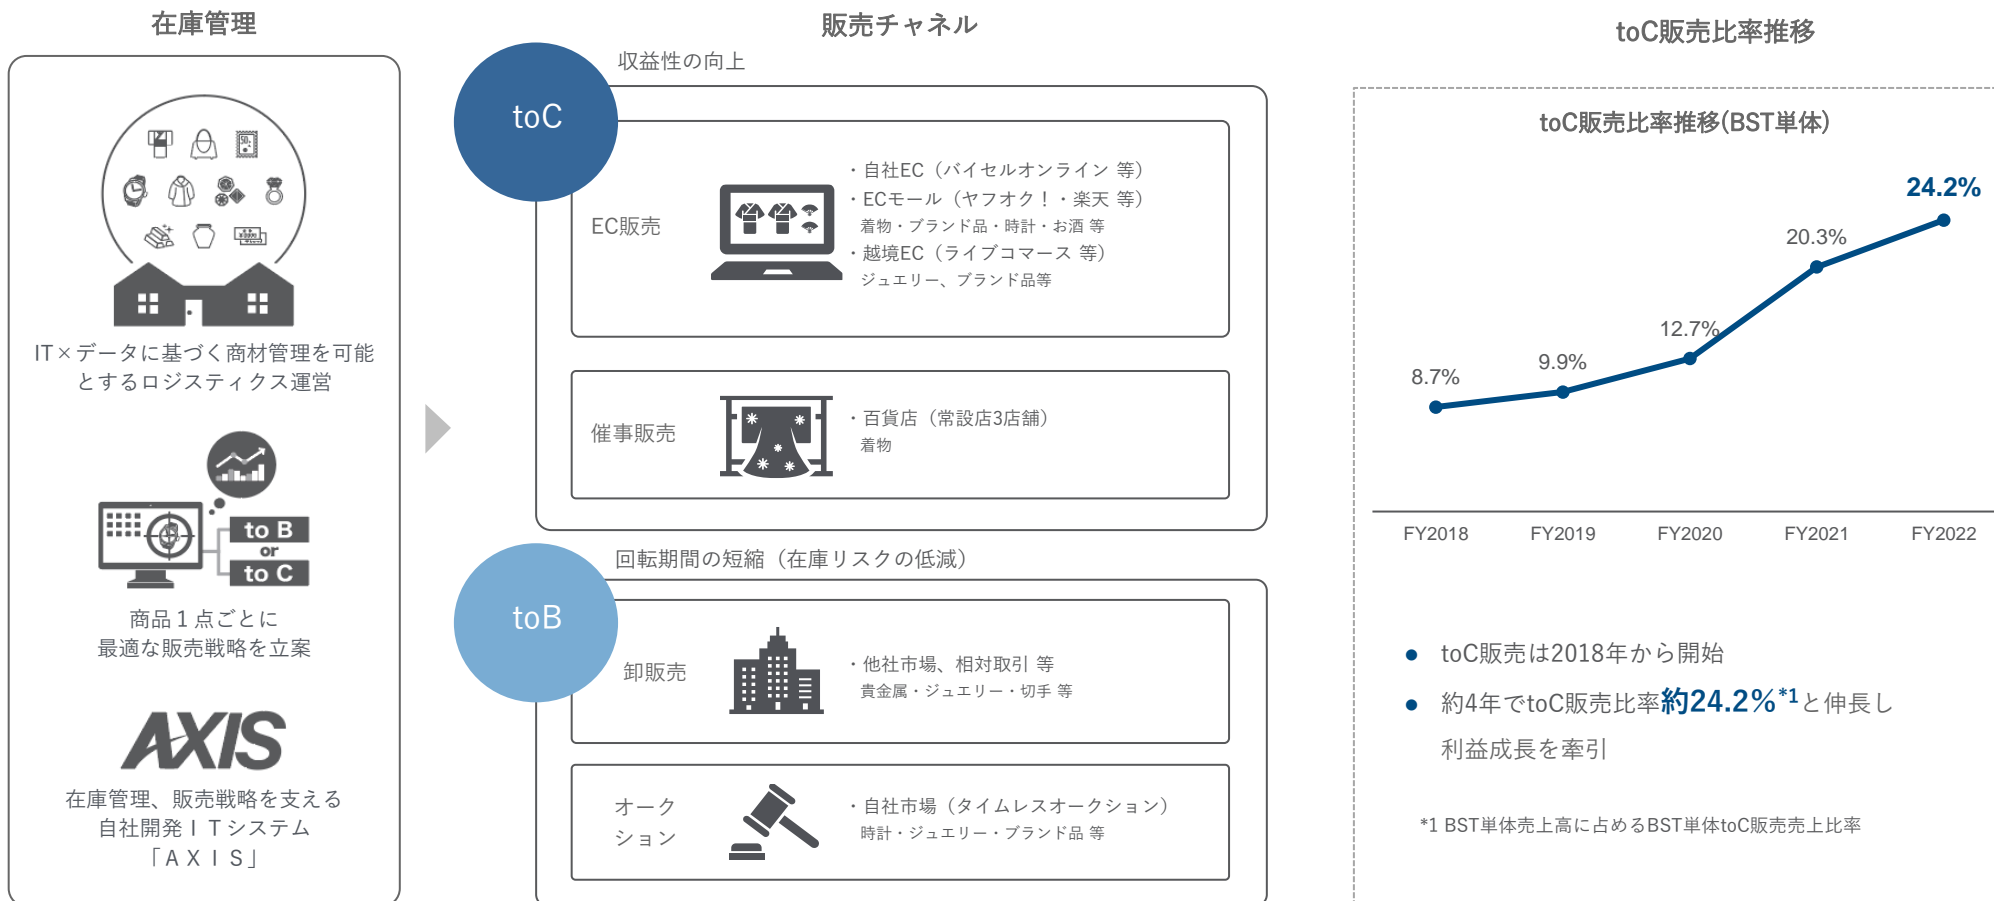 在庫管理
IT×データに基づく商材管理を可能
とするロジスティクス運営
to B
or
to C
商品1点ごとに
最適な販売戦略を立案
AXIS
在庫管理、販売戦略を支える
自社開発ITシステム
「AXIS」
販売チャネル
toC
収益性の向上
EC販売
・自社EC（バイセルオンライン 等）
・ECモール（ヤフオク！・楽天 等）
着物・ブランド品・時計・お酒 等
・越境EC（ライブコマース 等）
ジュエリー、ブランド品等
催事販売
・百貨店（常設店3店舗）
着物
toB
回転期間の短縮（在庫リスクの低減）
卸販売
・他社市場、相対取引 等
貴金属・ジュエリー・切手 等
オーク
ション
・自社市場（タイムレスオークション）
時計・ジュエリー・ブランド品 等
toC販売比率推移
toC販売比率推移(BST単体)
8.7%
9.9%
12.7%
20.3%
24.2%
FY2018
FY2019
FY2020
FY2021
FY2022
● toC販売は2018年から開始
● 約4年でtoC販売比率約24.2%*1と伸長し
利益成長を牽引
*1 BST単体売上高に占めるBST単体toC販売売上比率